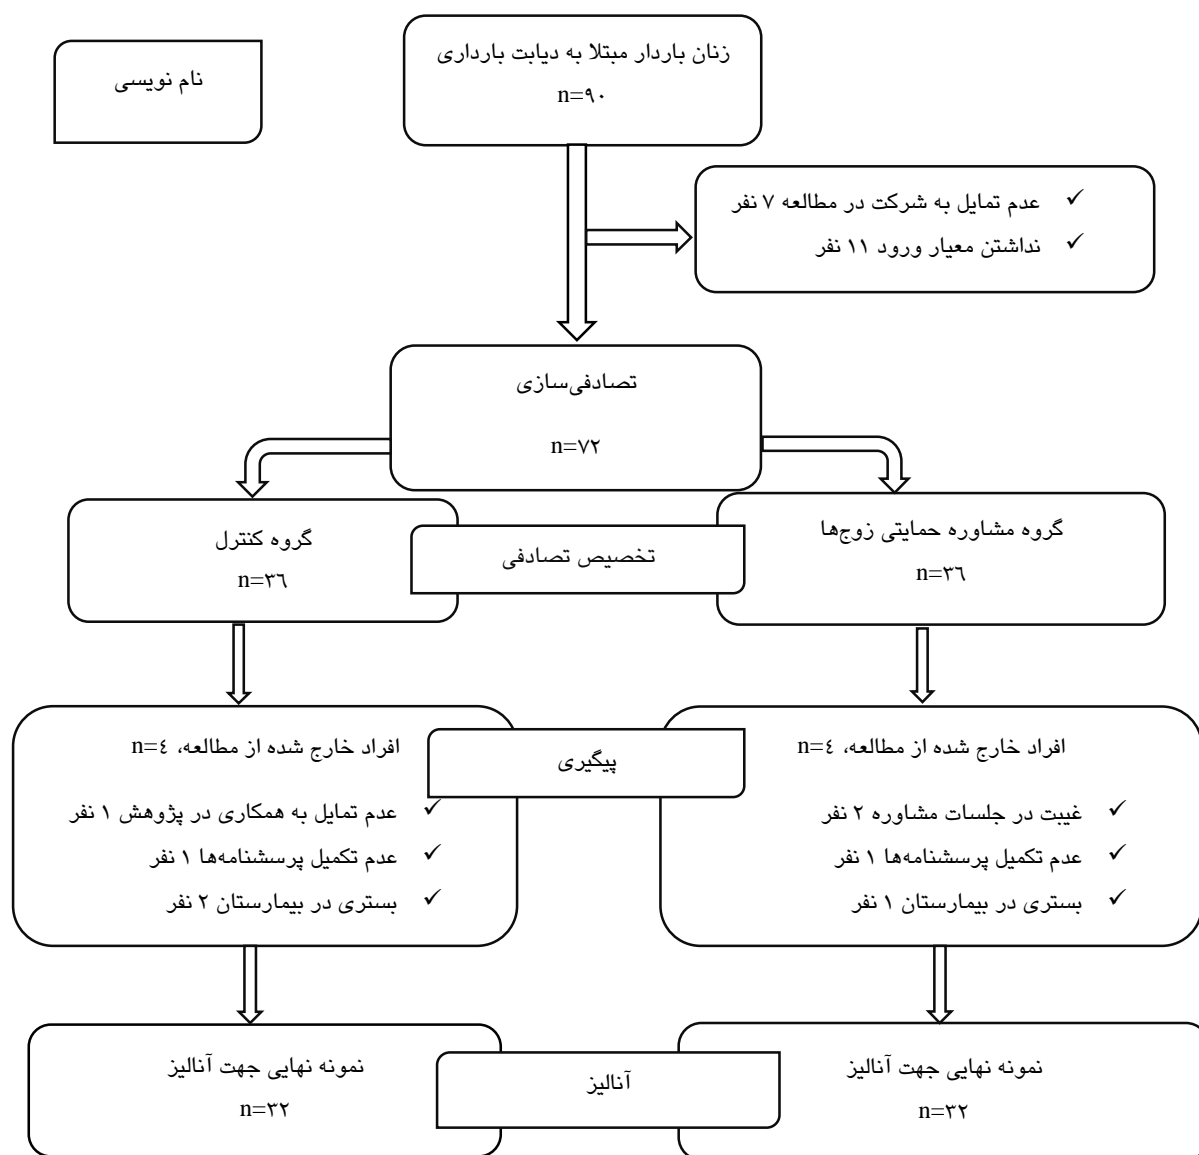 نام نویسی
زنان باردار مبتلا به دیابت بارداری
n=۹۰
✓ عدم تمایل به شرکت در مطالعه ۷ نفر
✓ نداشتن معیار ورود ۱۱ نفر
تصادفی‌سازی
n=۷۲
گروه مشاوره حمایتی زوج‌ها
n=۳٦
تخصیص تصادفی
گروه کنترل
n=۳٦
افراد خارج شده از مطالعه، n=٤
✓ غیبت در جلسات مشاوره ۲ نفر
✓ عدم تکمیل پرسشنامه‌ها ۱ نفر
✓ بستری در بیمارستان ۱ نفر
پیگیری
افراد خارج شده از مطالعه، n=٤
✓ عدم تمایل به همکاری در پژوهش ۱ نفر
✓ عدم تکمیل پرسشنامه‌ها ۱ نفر
✓ بستری در بیمارستان ۲ نفر
نمونه نهایی جهت آنالیز
n=۳۲
آنالیز
نمونه نهایی جهت آنالیز
n=۳۲